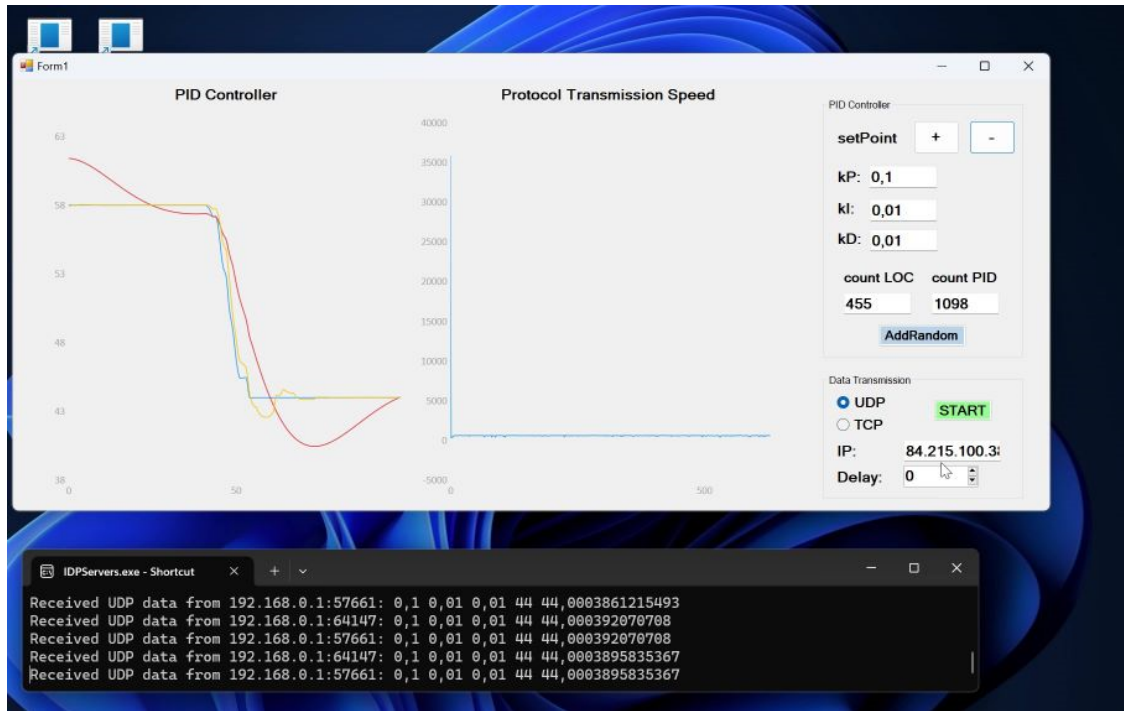 Form1
PID Controller
63
58
53
48
43
38
0
50
Protocol Transmission Speed
40000
35000
30000
25000
20000
15000
10000
5000
0
-5000
0
500
PID Controller
setPoint + -
kP: 0,1
kI: 0,01
kD: 0,01
count LOC count PID
455 1098
AddRandom
Data Transmission
UDP
START
TCP
IP: 84.215.100.38
Delay: 0
IDPServers.exe - Shortcut
Received UDP data from 192.168.0.1:57661: 0,1 0,01 0,01 44 44,0003861215493
Received UDP data from 192.168.0.1:64147: 0,1 0,01 0,01 44 44,000392070708
Received UDP data from 192.168.0.1:57661: 0,1 0,01 0,01 44 44,000392070708
Received UDP data from 192.168.0.1:64147: 0,1 0,01 0,01 44 44,0003895835367
Received UDP data from 192.168.0.1:57661: 0,1 0,01 0,01 44 44,0003895835367